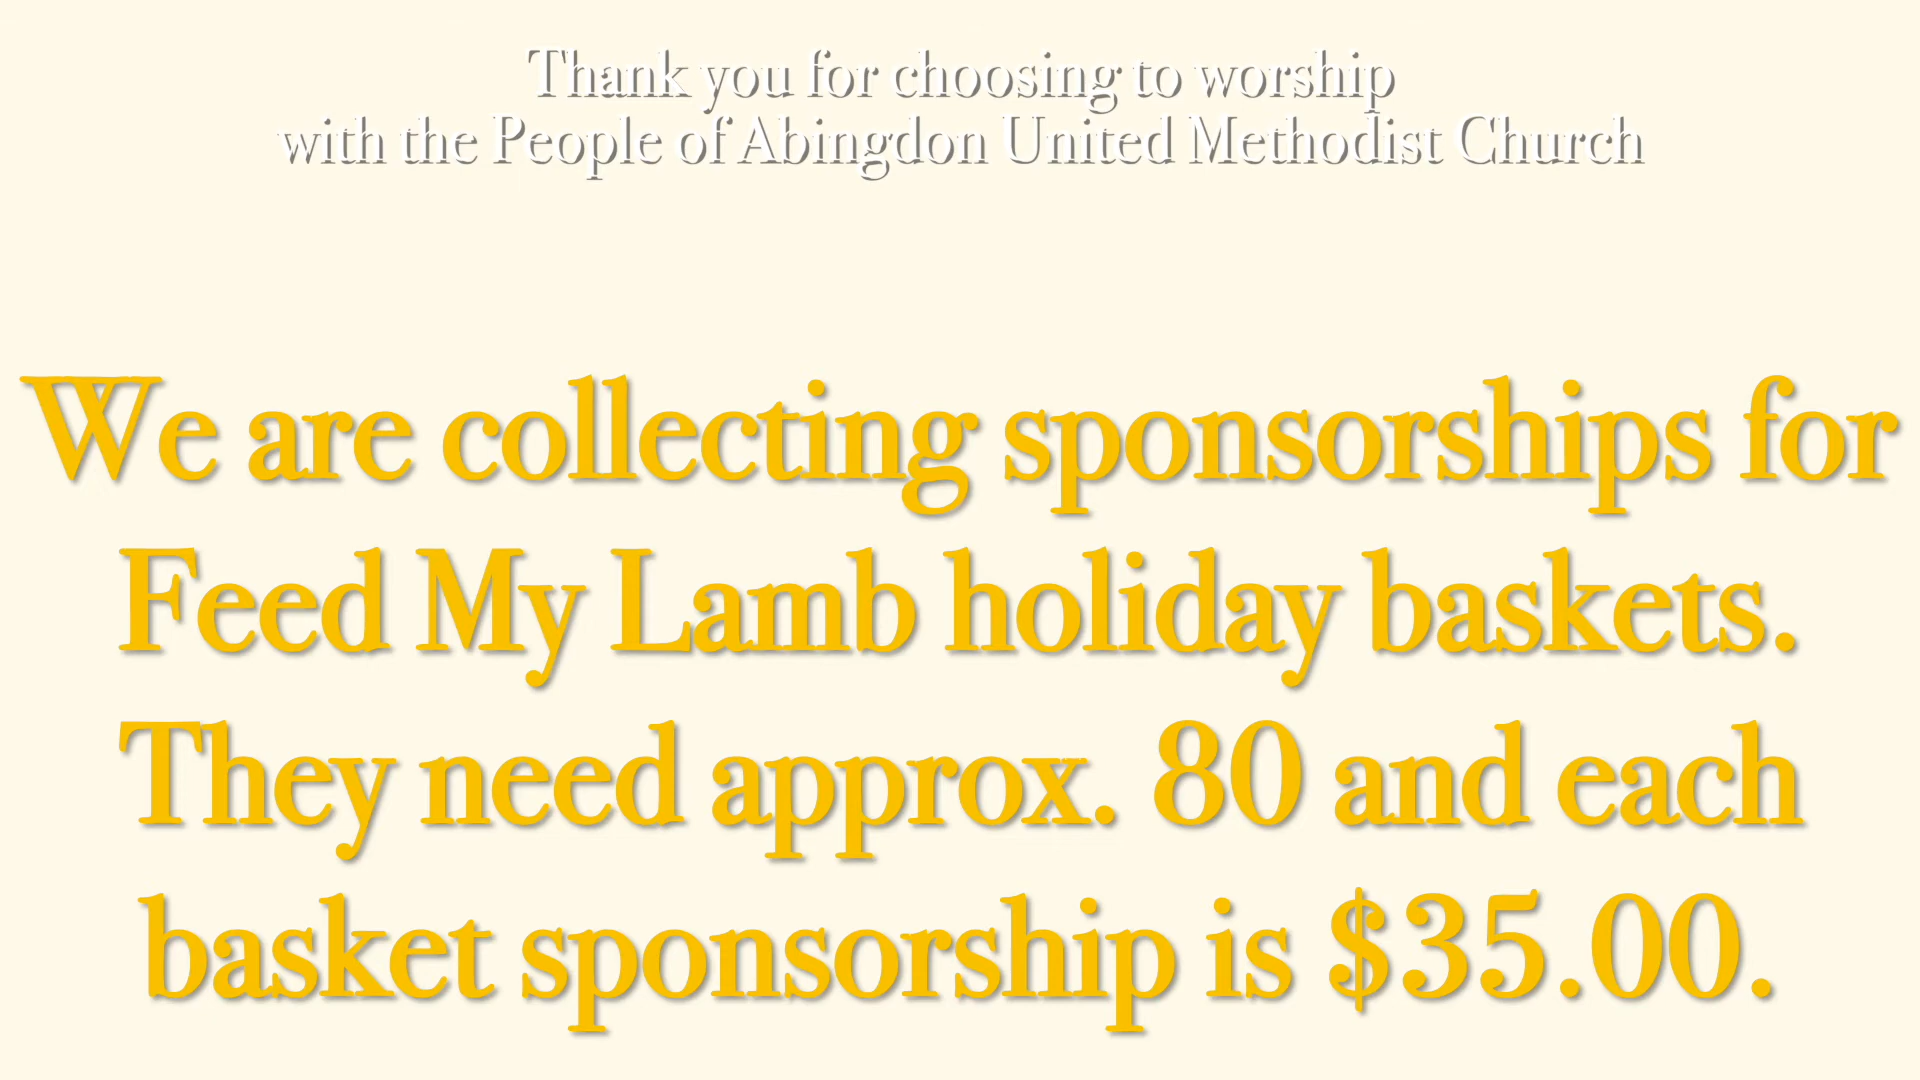 Thank you for choosing to worship
with the People of Abingdon United Methodist Church
We are collecting sponsorships for
Feed My Lamb holiday baskets.
They need approx. 80 and each
basket sponsorship is $35.00.